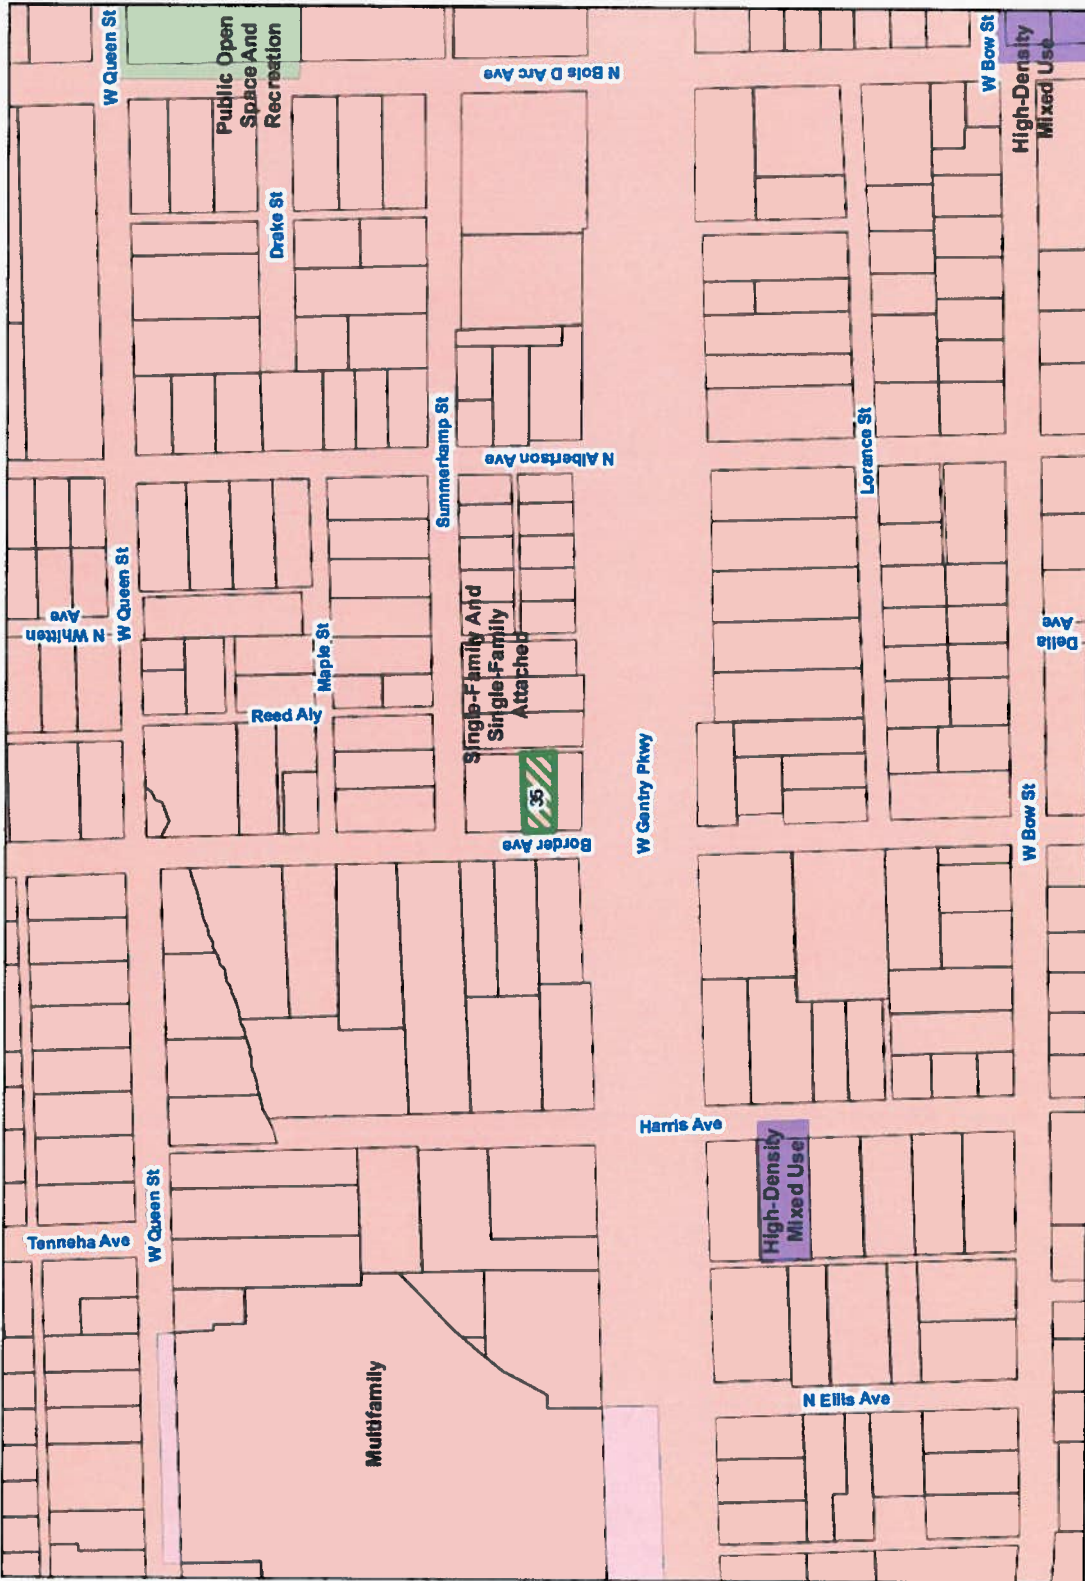 W Queen St
Public Open
Space And
Recreation
N Bois D Arc Ave
W Bow St
High-Density
Mixed Use
Drake St
Summerkamp St
N Albertson Ave
Lorance St
N Whitten
Ave
W Queen St
Maple St
Reed Aly
Single-Family And
Single-Family
Attached
Della
Ave
35
Border Ave
W Gentry Pkwy
W Bow St
Harris Ave
High-Density
Mixed Use
Tenneha Ave
W Queen St
Multifamily
N Ellis Ave